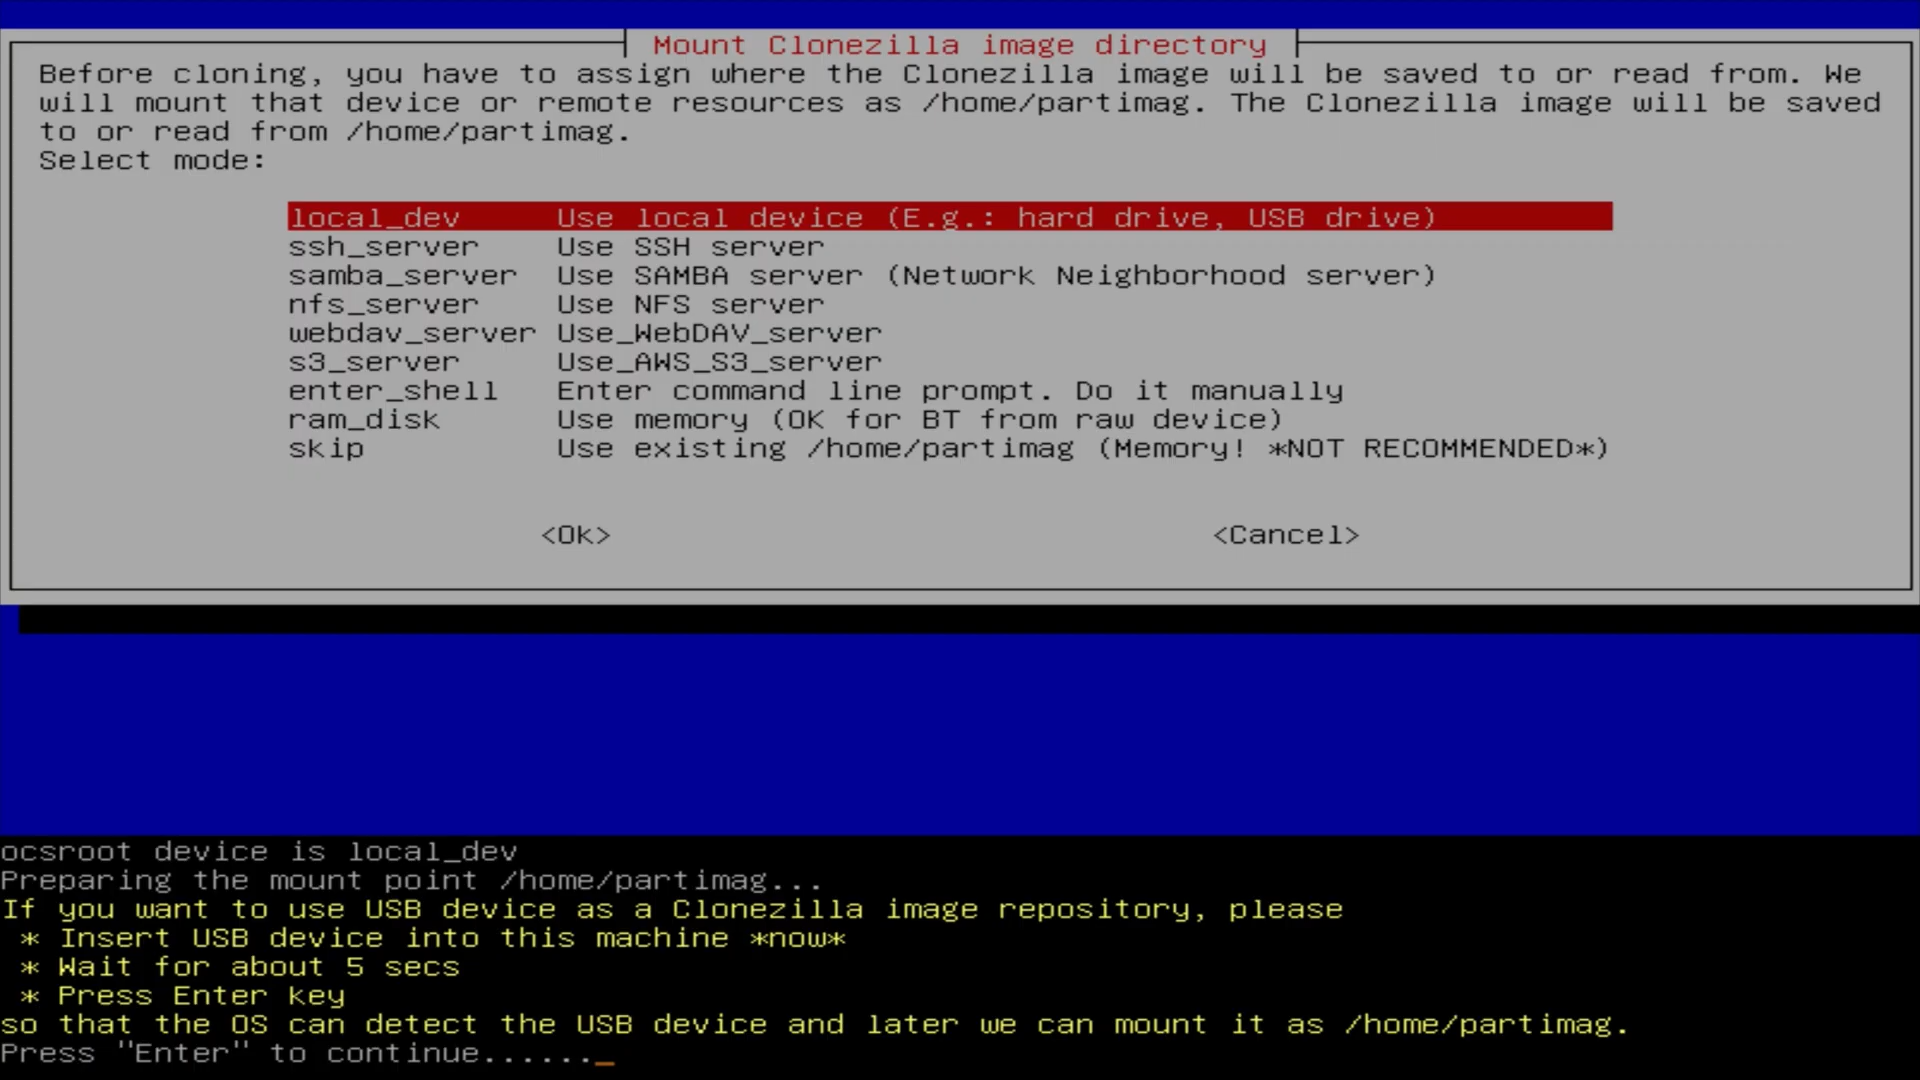 Mount Clonezilla image directory
Before cloning, you have to assign where the Clonezilla image will be saved to or read from. We
will mount that device or remote resources as /home/partimag. The Clonezilla image will be saved
to or read from /home/partimag.
Select mode:
local_dev Use local device (E.g.: hard drive, USB drive)
ssh_server Use SSH server
samba_server Use SAMBA server (Network Neighborhood server)
nfs_server Use NFS server
webdav_server Use_WebDAV_server
s3_server Use_AWS_S3_server
enter_shell Enter command line prompt. Do it manually
ram_disk Use memory (OK for BT from raw device)
skip Use existing /home/partimag (Memory! *NOT RECOMMENDED*)
<Ok> <Cancel>
ocsroot device is local_dev
Preparing the mount point /home/partimag...
If you want to use USB device as a Clonezilla image repository, please
* Insert USB device into this machine *now*
* Wait for about 5 secs
* Press Enter key
so that the OS can detect the USB device and later we can mount it as /home/partimag.
Press "Enter" to continue......_